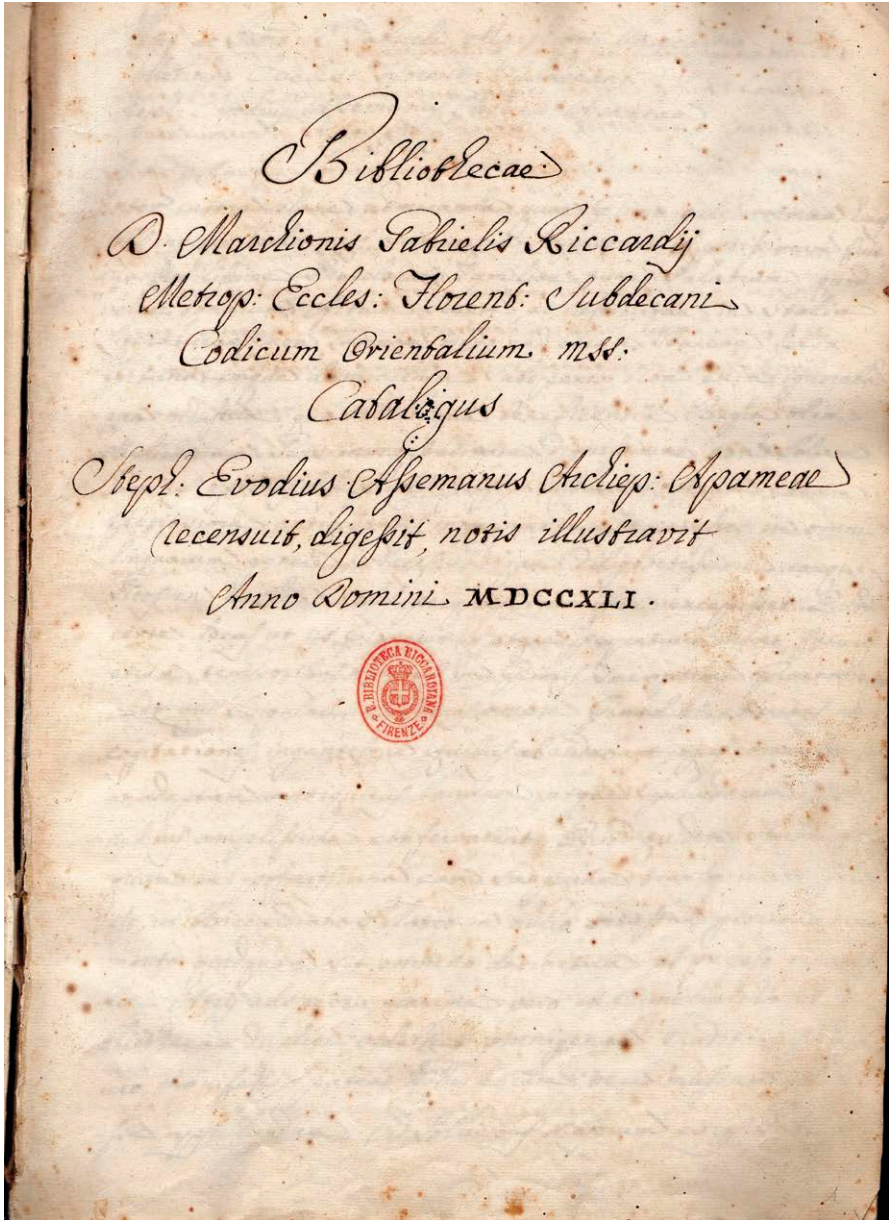 Bibliothecae
D. Marchionis Gabrielis Riccardij
Metrop: Eccles: Florent: Subdecani
Codicum Orientalium mss:
Catalogus
Steph: Evodius Assemanus Archiep: Apameae
recensuit, digessit, notis illustravit
Anno Domini MDCCXLI.
R. BIBLIOTECA RICCARDIANA
FIRENZE